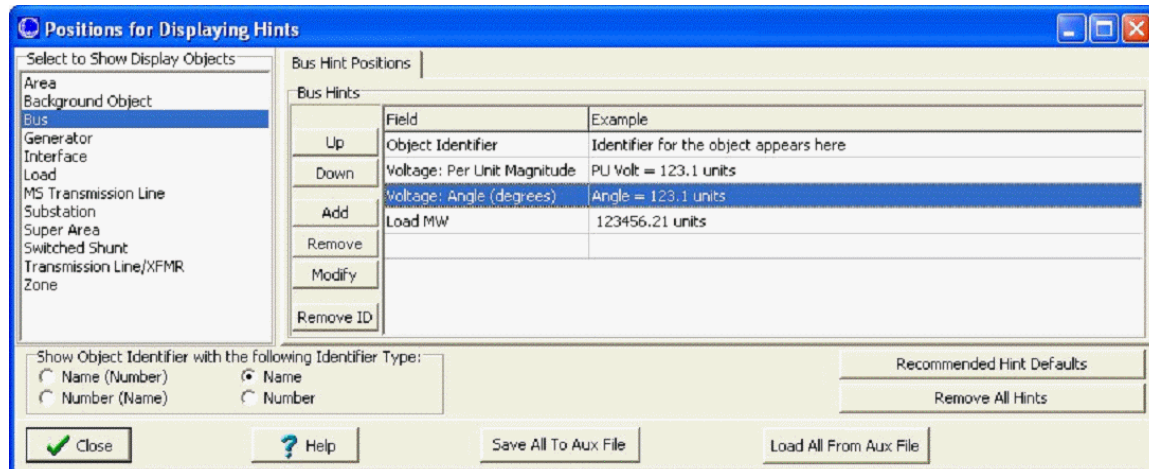 Positions for Displaying Hints
Select to Show Display Objects
Area
Background Object
Bus
Generator
Interface
Load
MS Transmission Line
Substation
Super Area
Switched Shunt
Transmission Line/XFMR
Zone
Bus Hint Positions
Bus Hints
Up
Down
Add
Remove
Modify
Remove ID
Field Example
Object Identifier Identifier for the object appears here
Voltage: Per Unit Magnitude PU Volt = 123.1 units
Voltage: Angle (degrees) Angle = 123.1 units
Load MW 123456.21 units
Show Object Identifier with the following Identifier Type:
Name (Number) Name
Number (Name) Number
Recommended Hint Defaults
Remove All Hints
Close ? Help Save All To Aux File Load All From Aux File